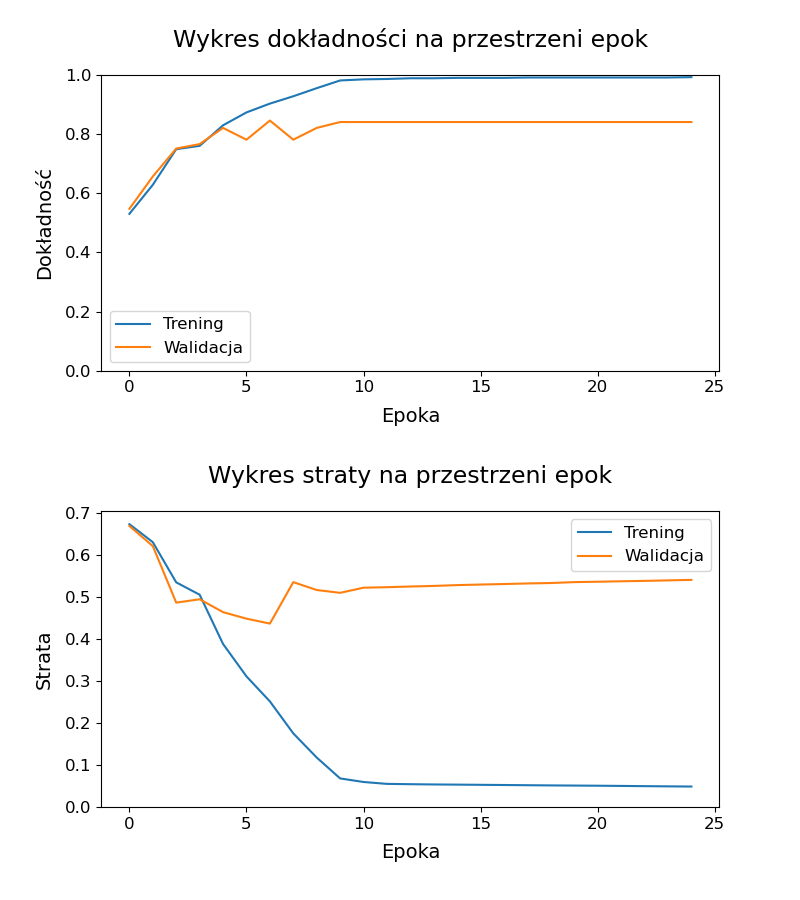 Wykres dokładności na przestrzeni epok
1.0
0.8
0.6
0.4
0.2
0.0
Dokładność
Trening
Walidacja
0 5 10 15 20 25
Epoka
Wykres straty na przestrzeni epok
0.7
0.6
0.5
0.4
0.3
0.2
0.1
0.0
Strata
Trening
Walidacja
0 5 10 15 20 25
Epoka